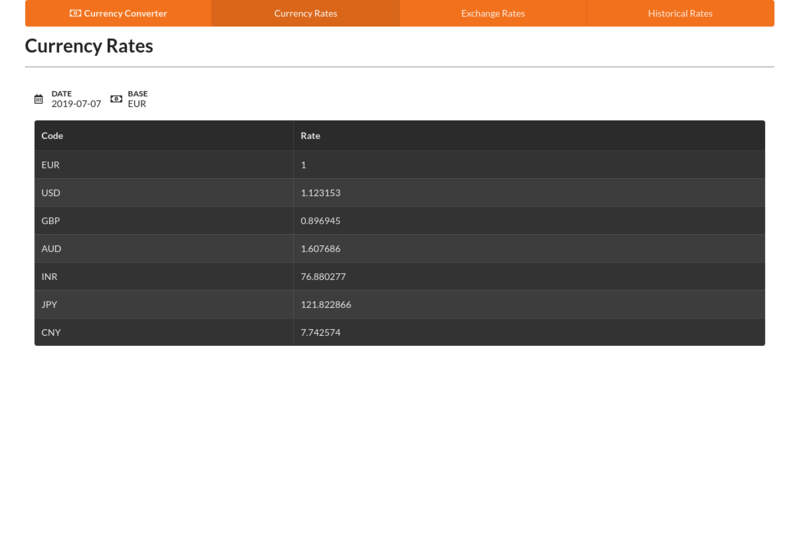 Currency Converter Currency Rates Exchange Rates Historical Rates
Currency Rates
DATE BASE
2019-07-07 EUR
Code Rate
EUR 1
USD 1.123153
GBP 0.896945
AUD 1.607686
INR 76.880277
JPY 121.822866
CNY 7.742574